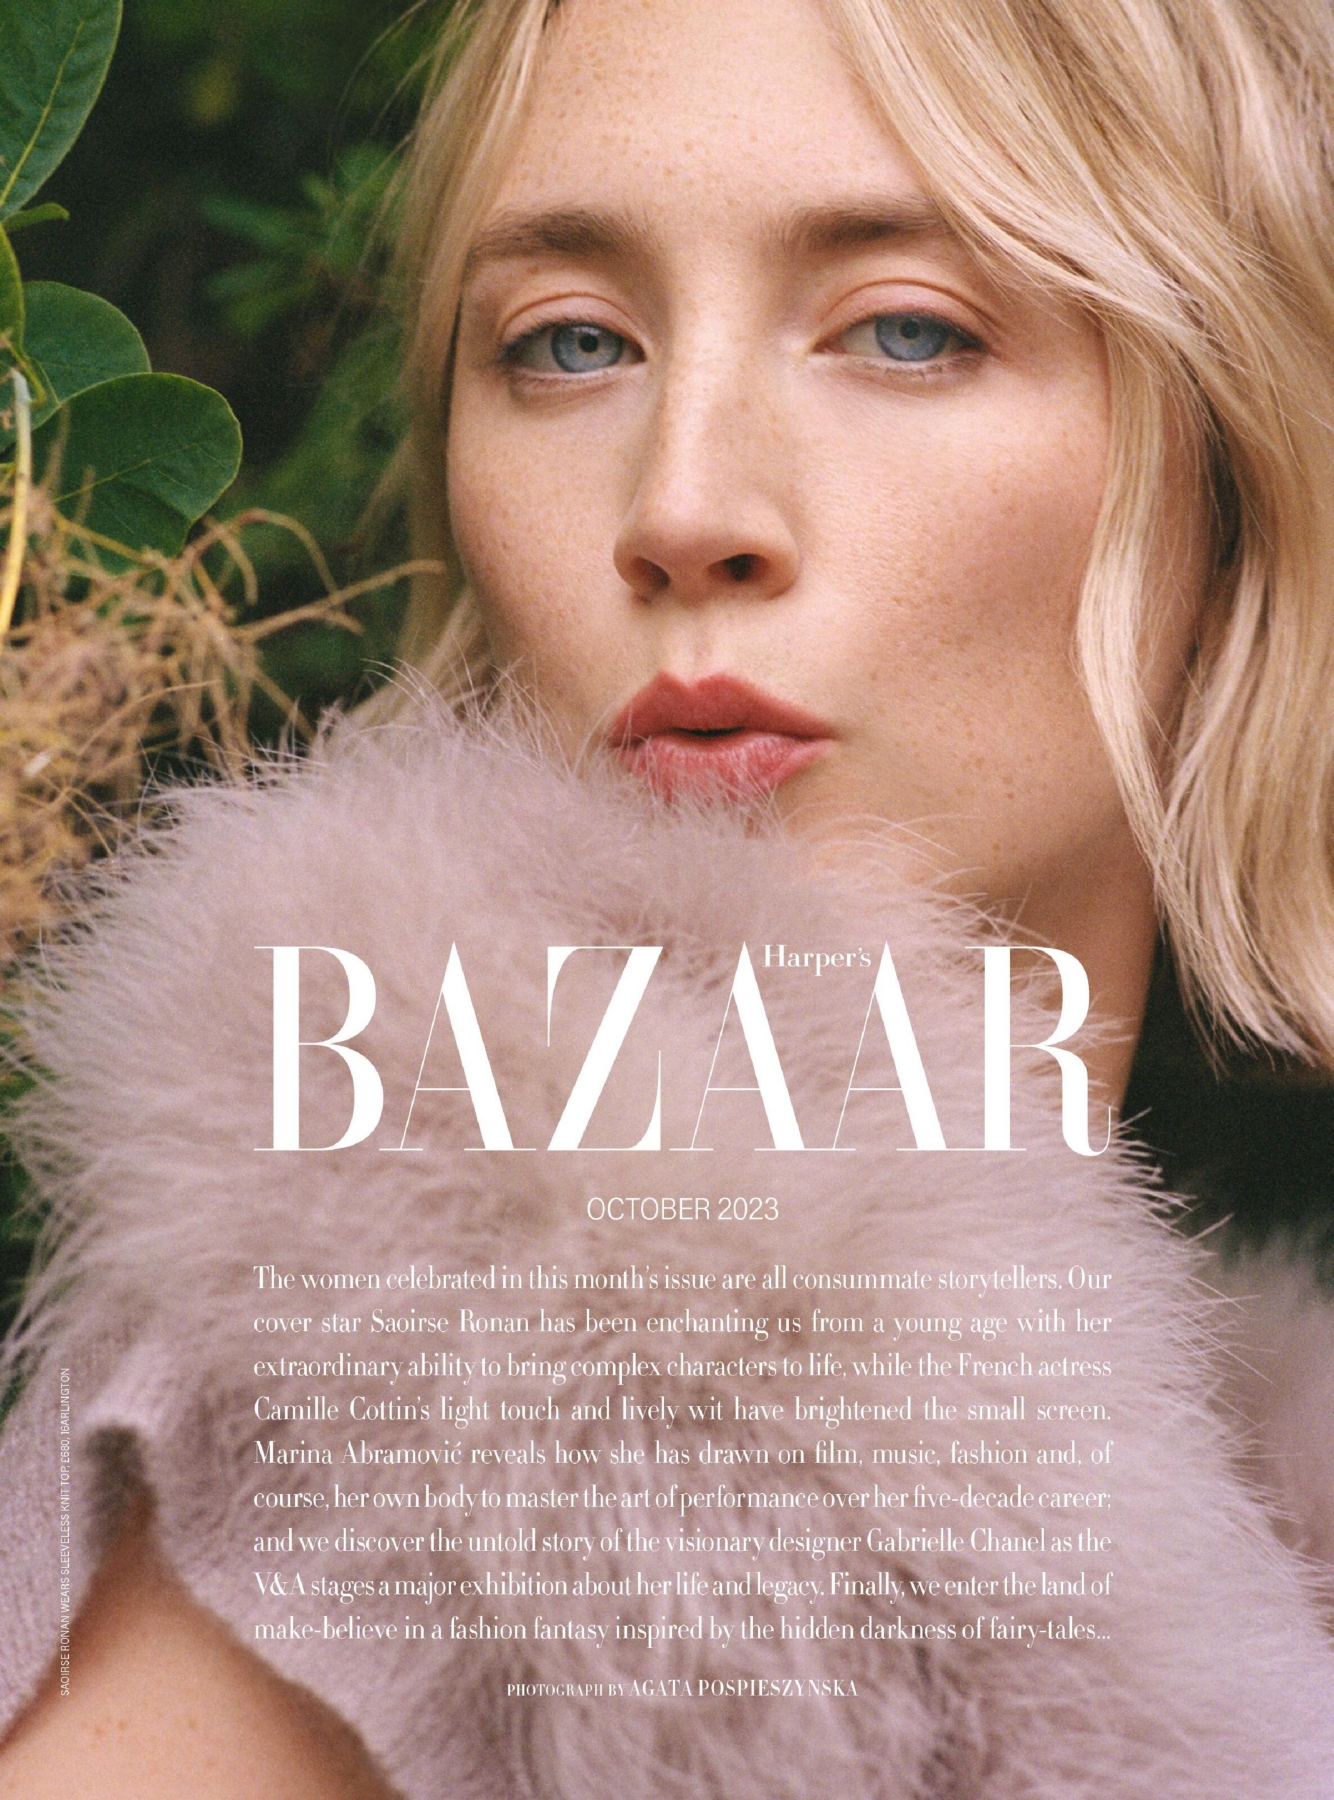 Harper's
BAZAAR
OCTOBER 2023
The women celebrated in this month's issue are all consummate storytellers. Our
cover star Saoirse Ronan has been enchanting us from a young age with her
extraordinary ability to bring complex characters to life, while the French actress
Camille Cottin's light touch and lively wit have brightened the small screen.
Marina Abramović reveals how she has drawn on film, music, fashion and, of
course, her own body to master the art of performance over her five-decade career;
and we discover the untold story of the visionary designer Gabrielle Chanel as the
V&A stages a major exhibition about her life and legacy. Finally, we enter the land of
make-believe in a fashion fantasy inspired by the hidden darkness of fairy-tales...
PHOTOGRAPH BY AGATA POSPIESZYNSKA
SAOIRSE RONAN WEARS SLEEVELESS KNIT TOP, £680, 16ARLINGTON